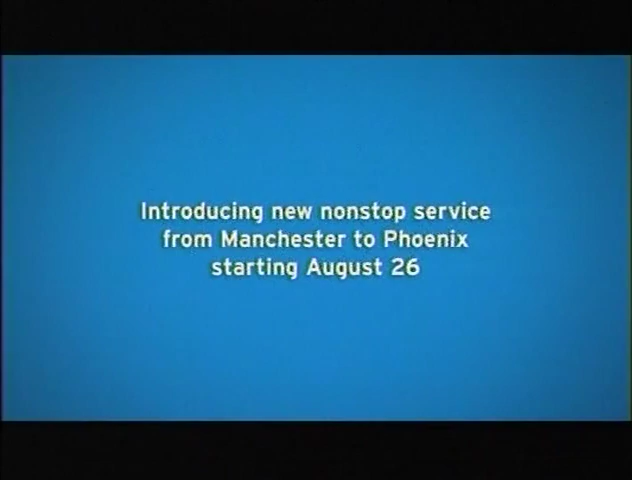 Introducing new nonstop service
from Manchester to Phoenix
starting August 26